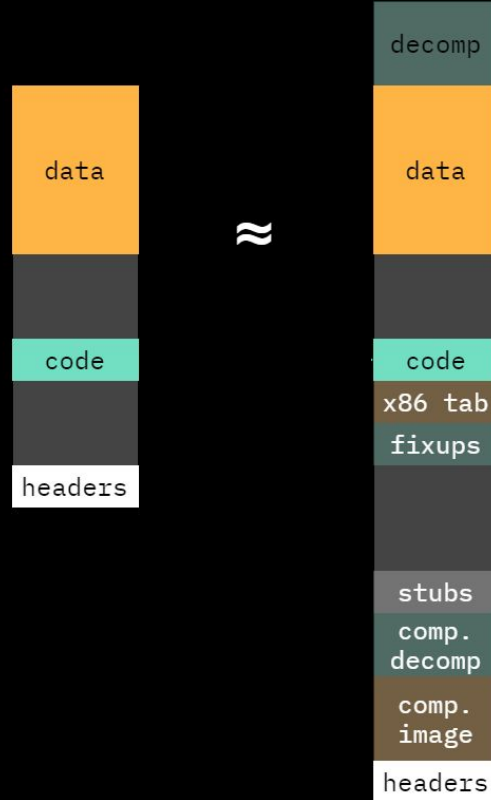 data
code
headers
≈
decomp
data
code
x86 tab
fixups
stubs
comp.
decomp
comp.
image
headers